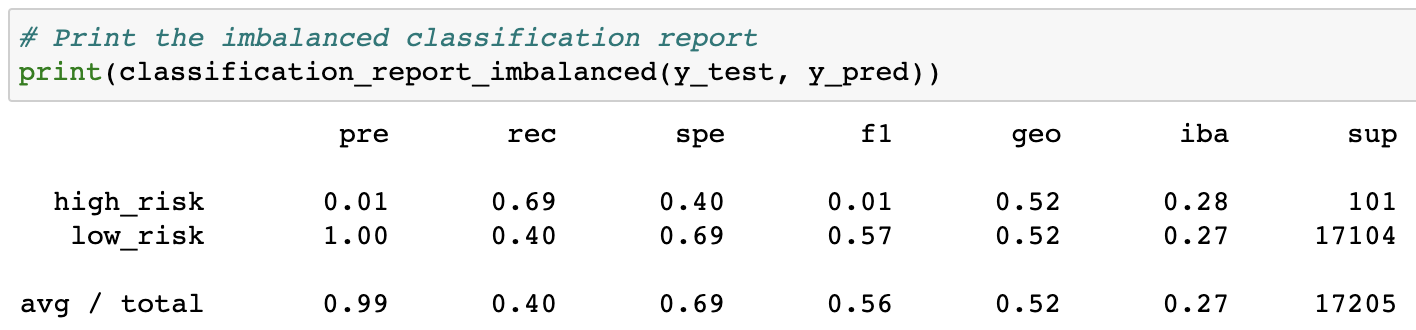 # Print the imbalanced classification report
print(classification_report_imbalanced(y_test, y_pred))
pre rec spe f1 geo iba sup
high_risk 0.01 0.69 0.40 0.01 0.52 0.28 101
low_risk 1.00 0.40 0.69 0.57 0.52 0.27 17104
avg / total 0.99 0.40 0.69 0.56 0.52 0.27 17205